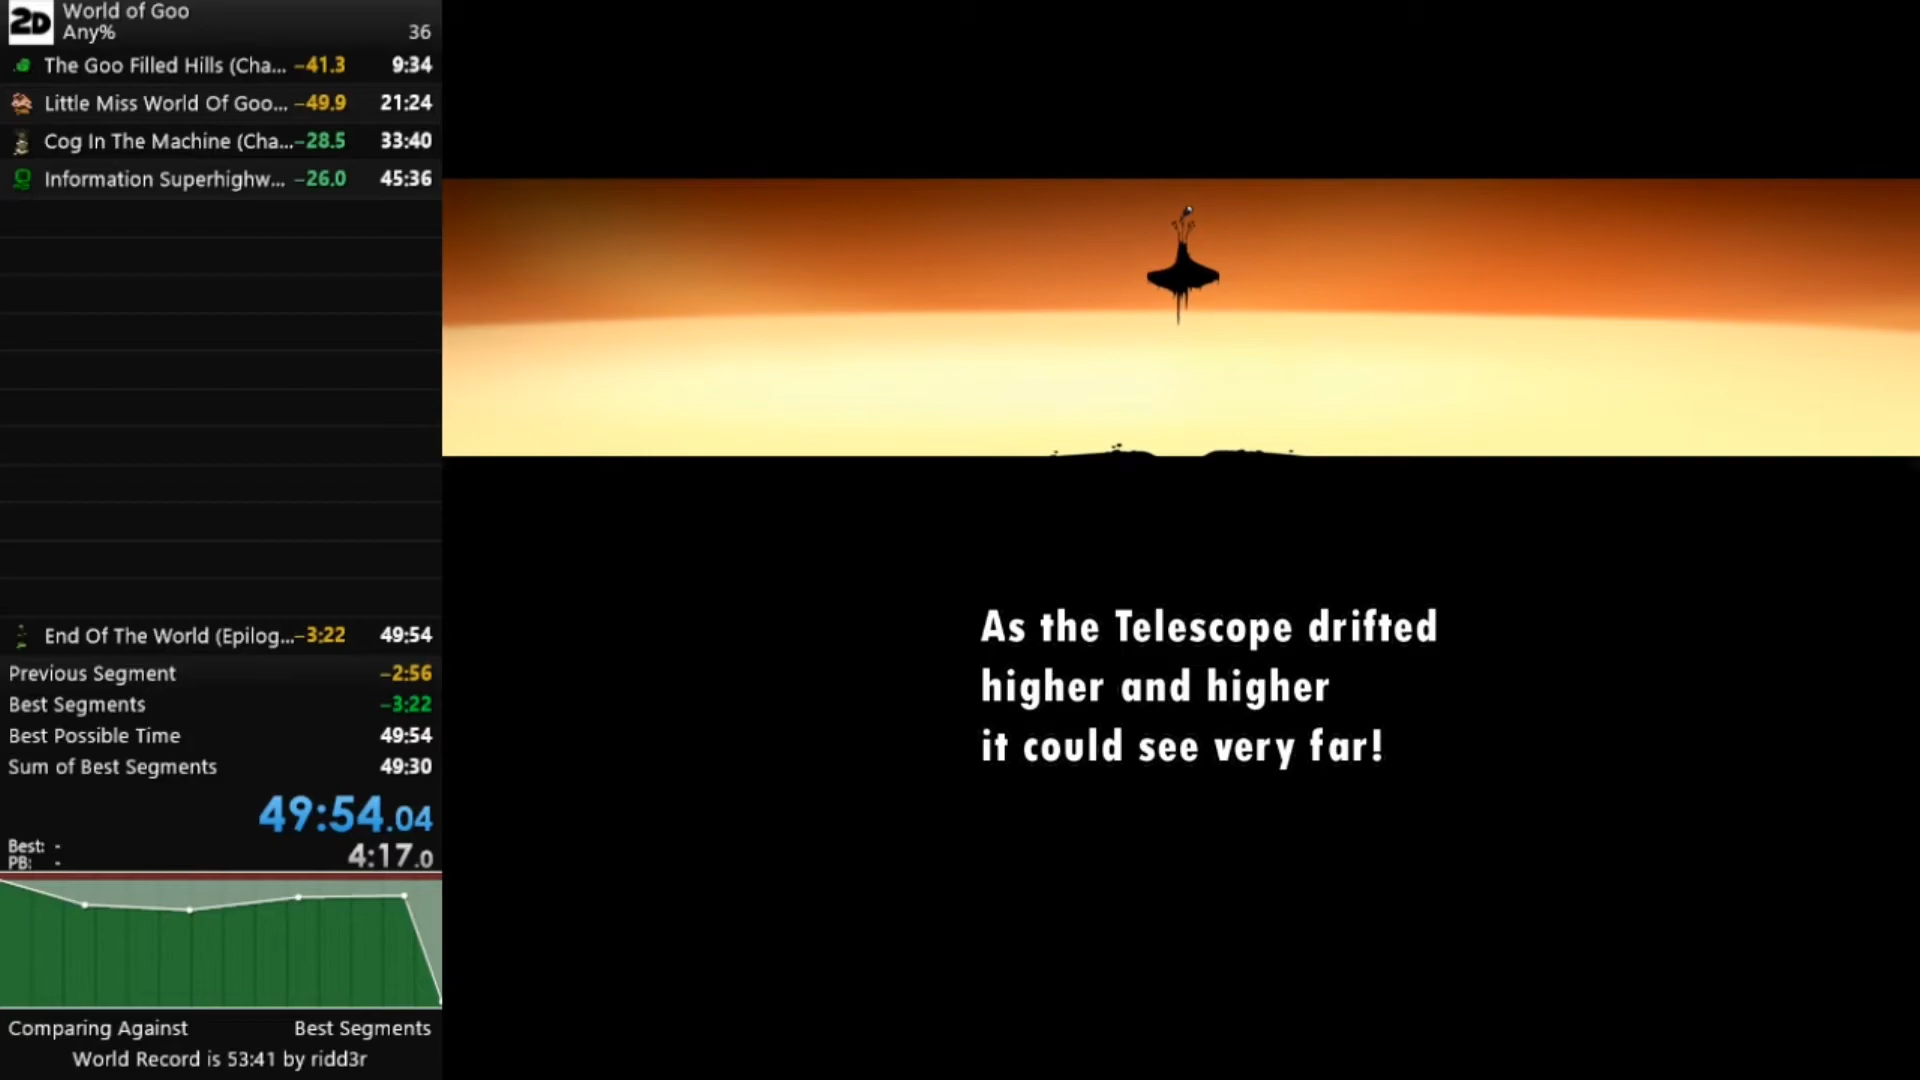 2D
World of Goo
Any%
36
The Goo Filled Hills (Cha... −41.3 9:34
Little Miss World Of Goo... −49.9 21:24
Cog In The Machine (Cha... −28.5 33:40
Information Superhighw... −26.0 45:36
End Of The World (Epilog... −3:22 49:54
Previous Segment −2:56
Best Segments −3:22
Best Possible Time 49:54
Sum of Best Segments 49:30
49:54.04
Best: -
PB: -
4:17.0
Comparing Against Best Segments
World Record is 53:41 by ridd3r
As the Telescope drifted
higher and higher
it could see very far!